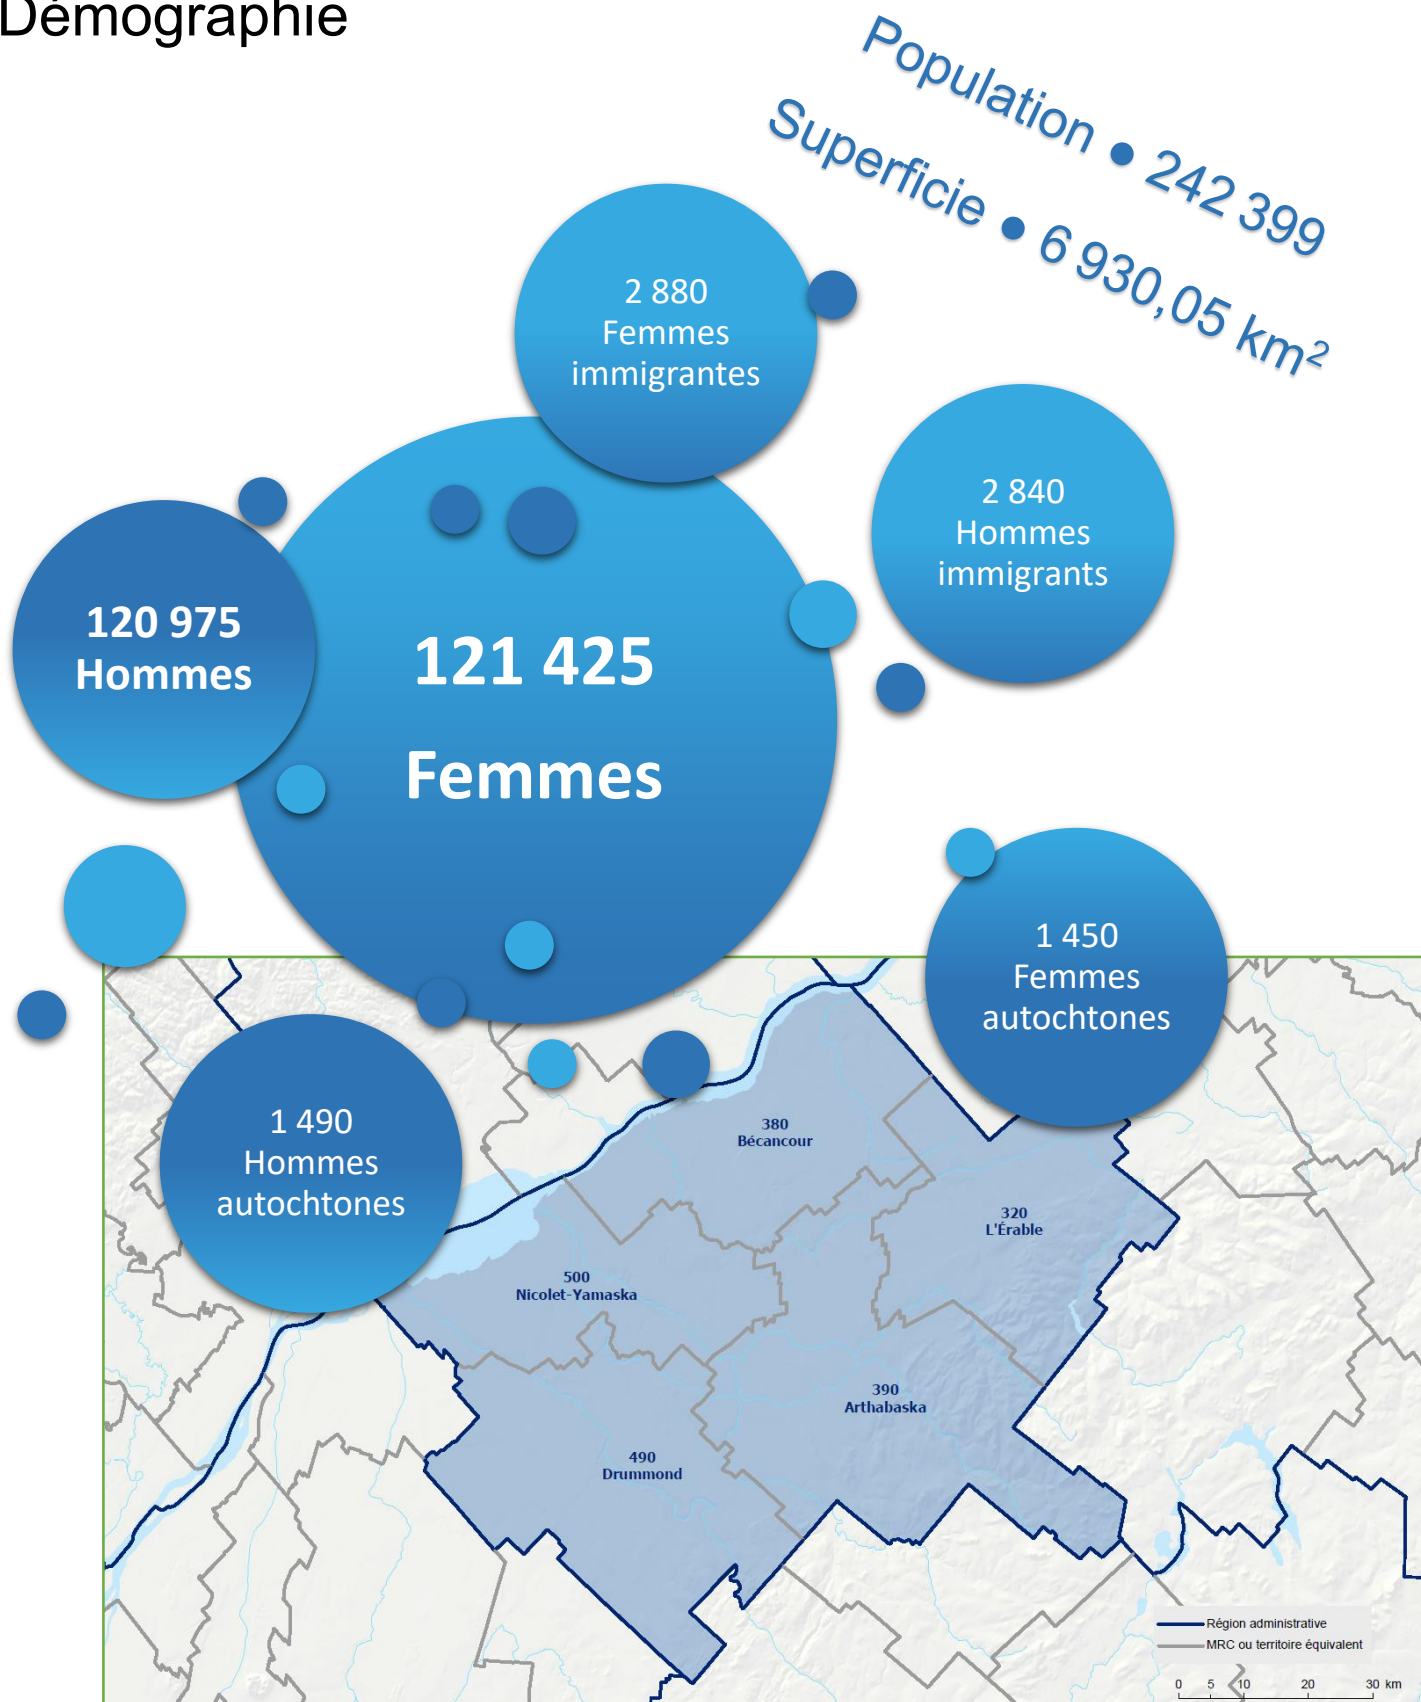 Démographie
Population • 242 399
Superficie • 6 930,05 km²
2 880
Femmes
immigrantes
2 840
Hommes
immigrants
120 975
Hommes
121 425
Femmes
1 450
Femmes
autochtones
1 490
Hommes
autochtones
380
Bécancour
320
L'Érable
500
Nicolet-Yamaska
390
Arthabaska
490
Drummond
Région administrative
MRC ou territoire équivalent
0 5 10 20 30 km